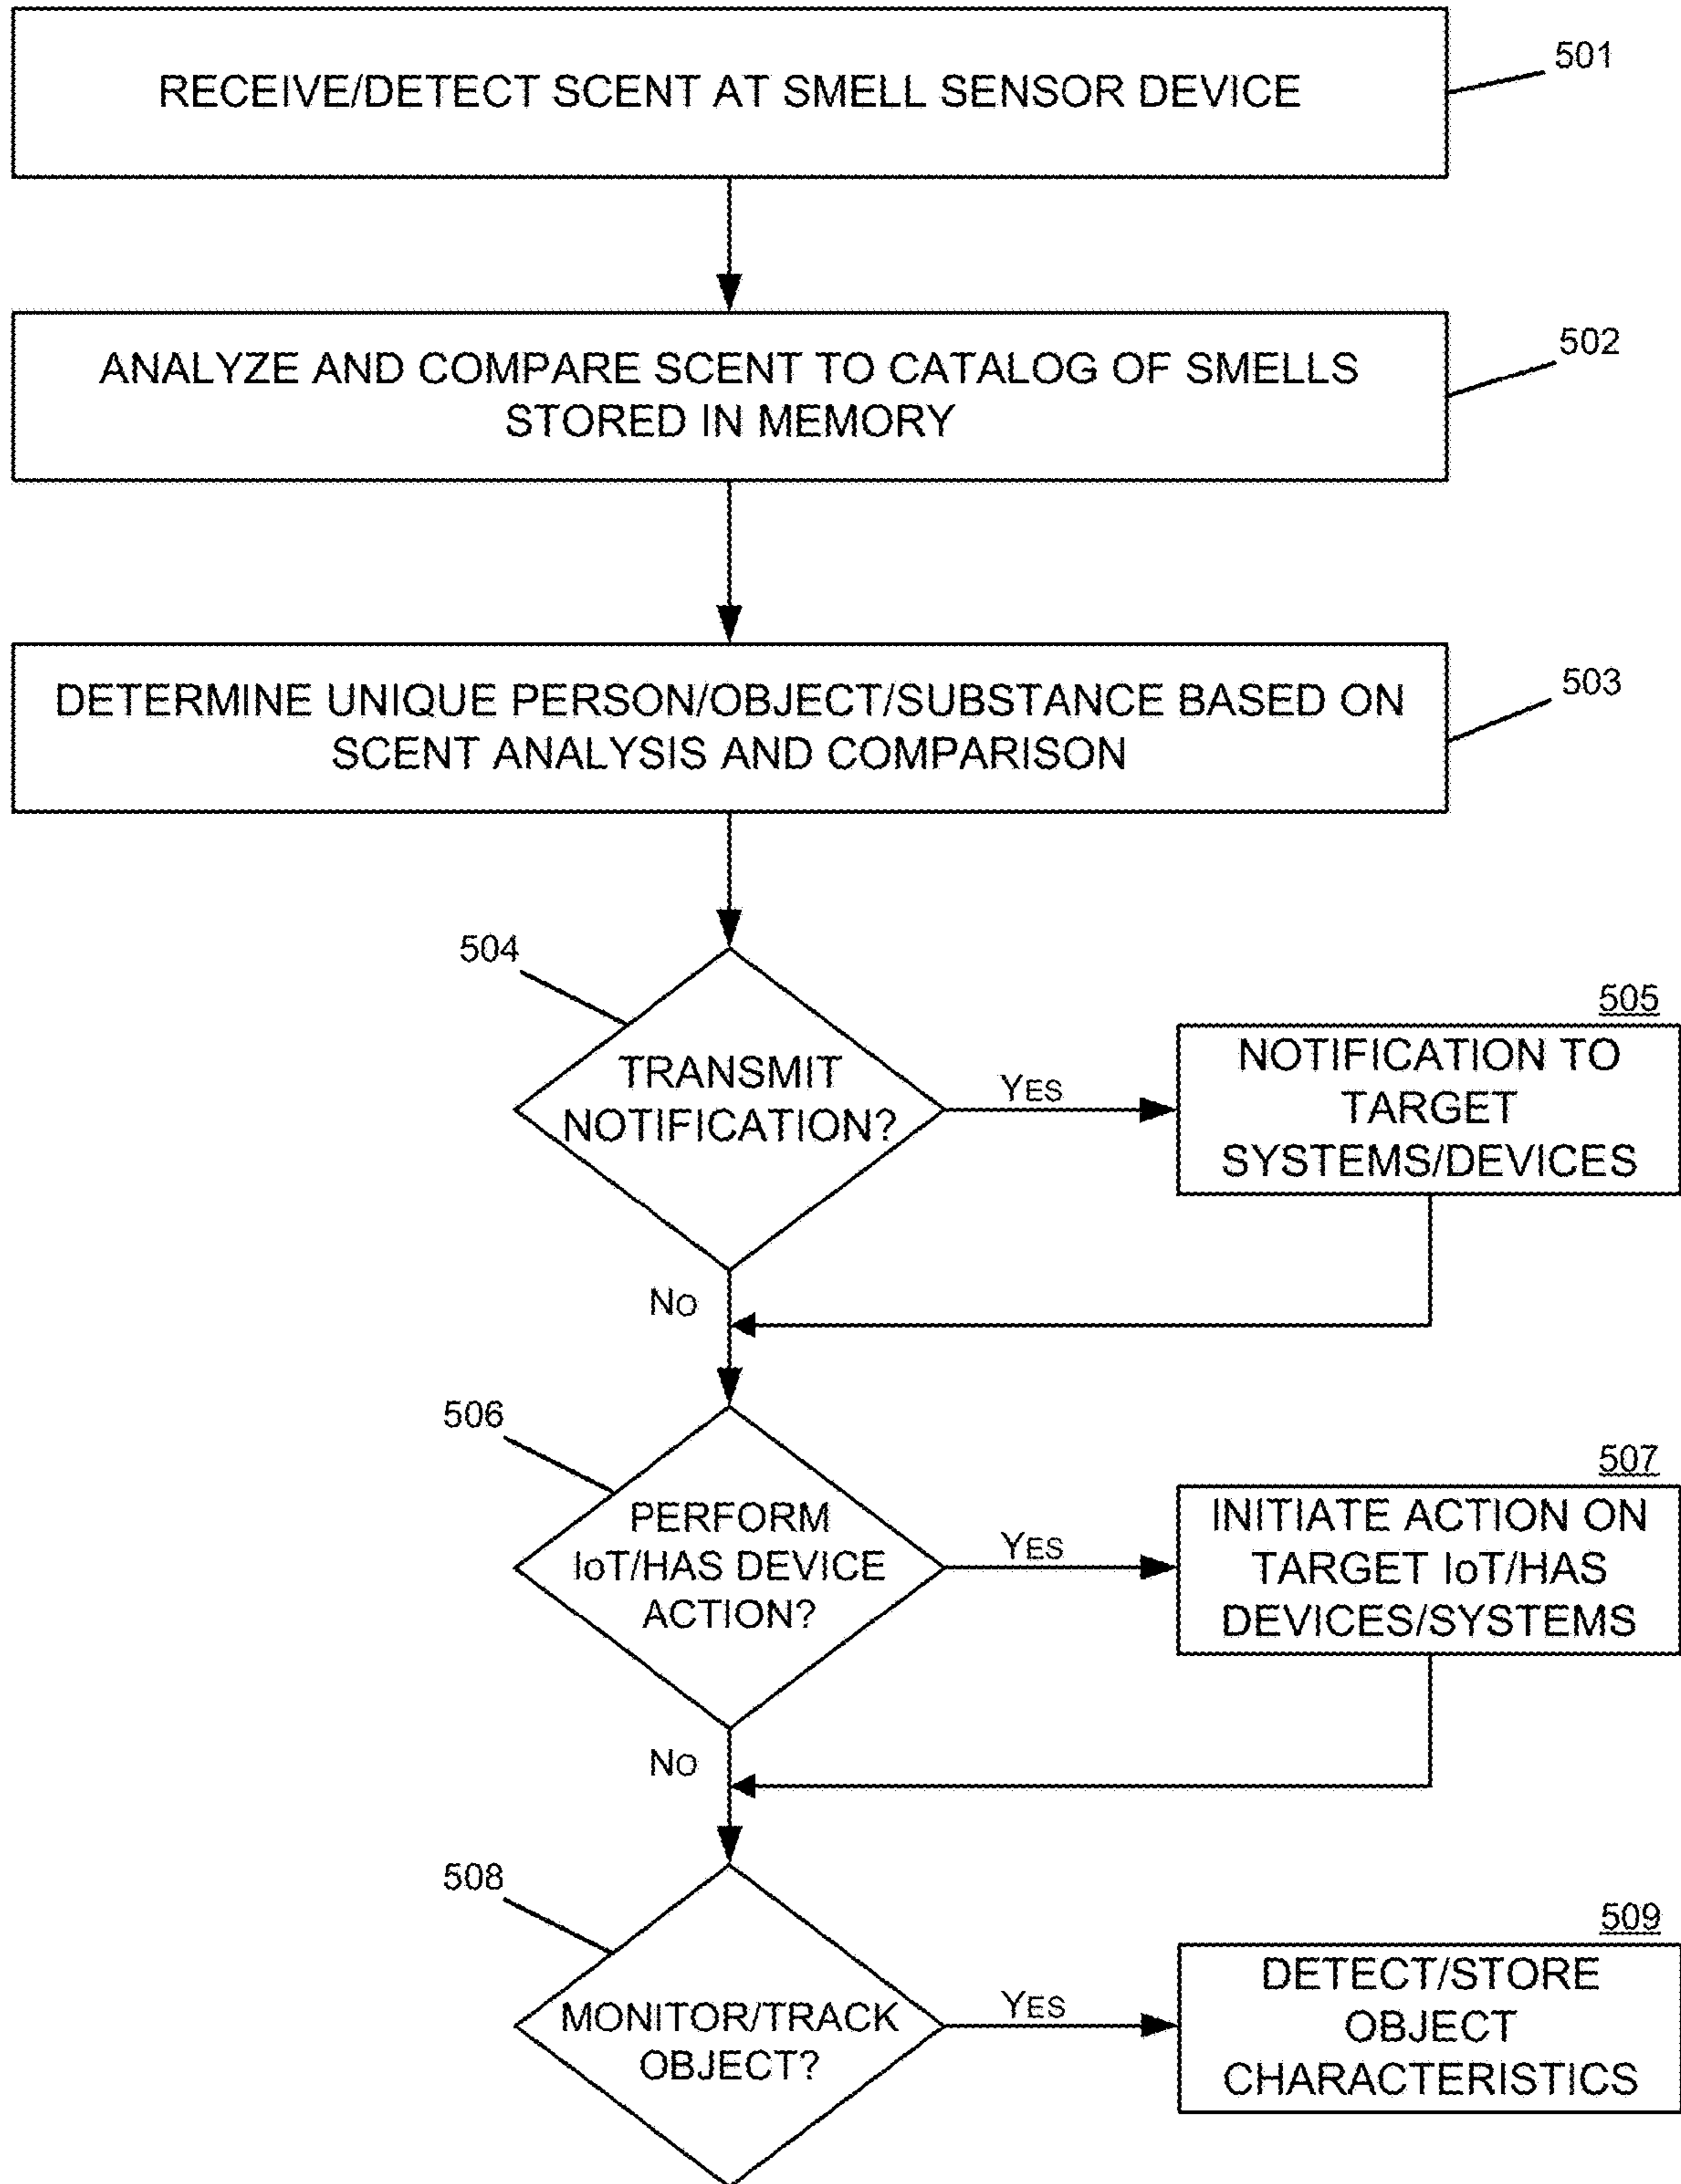 RECEIVE/DETECT SCENT AT SMELL SENSOR DEVICE
501
ANALYZE AND COMPARE SCENT TO CATALOG OF SMELLS
STORED IN MEMORY
502
DETERMINE UNIQUE PERSON/OBJECT/SUBSTANCE BASED ON
SCENT ANALYSIS AND COMPARISON
503
504
TRANSMIT
NOTIFICATION?
YES
505
NOTIFICATION TO
TARGET
SYSTEMS/DEVICES
NO
506
PERFORM
IoT/HAS DEVICE
ACTION?
YES
507
INITIATE ACTION ON
TARGET IoT/HAS
DEVICES/SYSTEMS
NO
508
MONITOR/TRACK
OBJECT?
YES
509
DETECT/STORE
OBJECT
CHARACTERISTICS